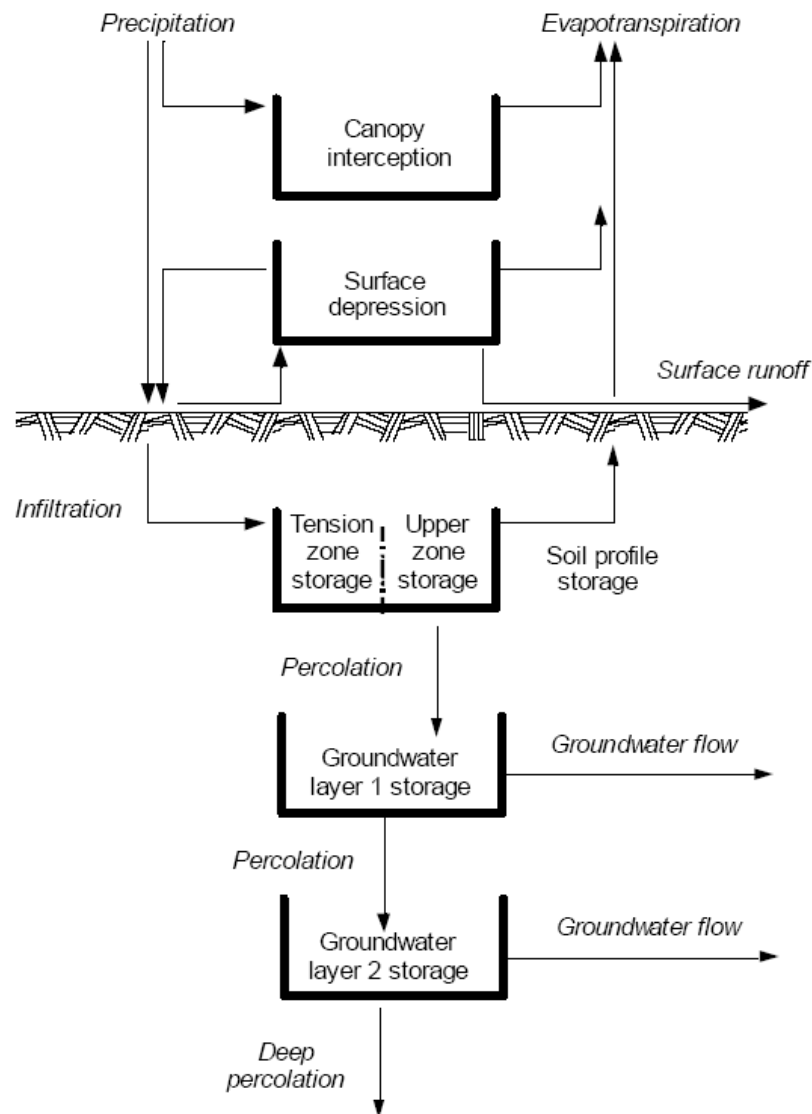 Precipitation
Evapotranspiration
Canopy
interception
Surface
depression
Surface runoff
Infiltration
Tension
zone
storage
Upper
zone
storage
Soil profile
storage
Percolation
Groundwater
layer 1 storage
Groundwater flow
Percolation
Groundwater
layer 2 storage
Groundwater flow
Deep
percolation